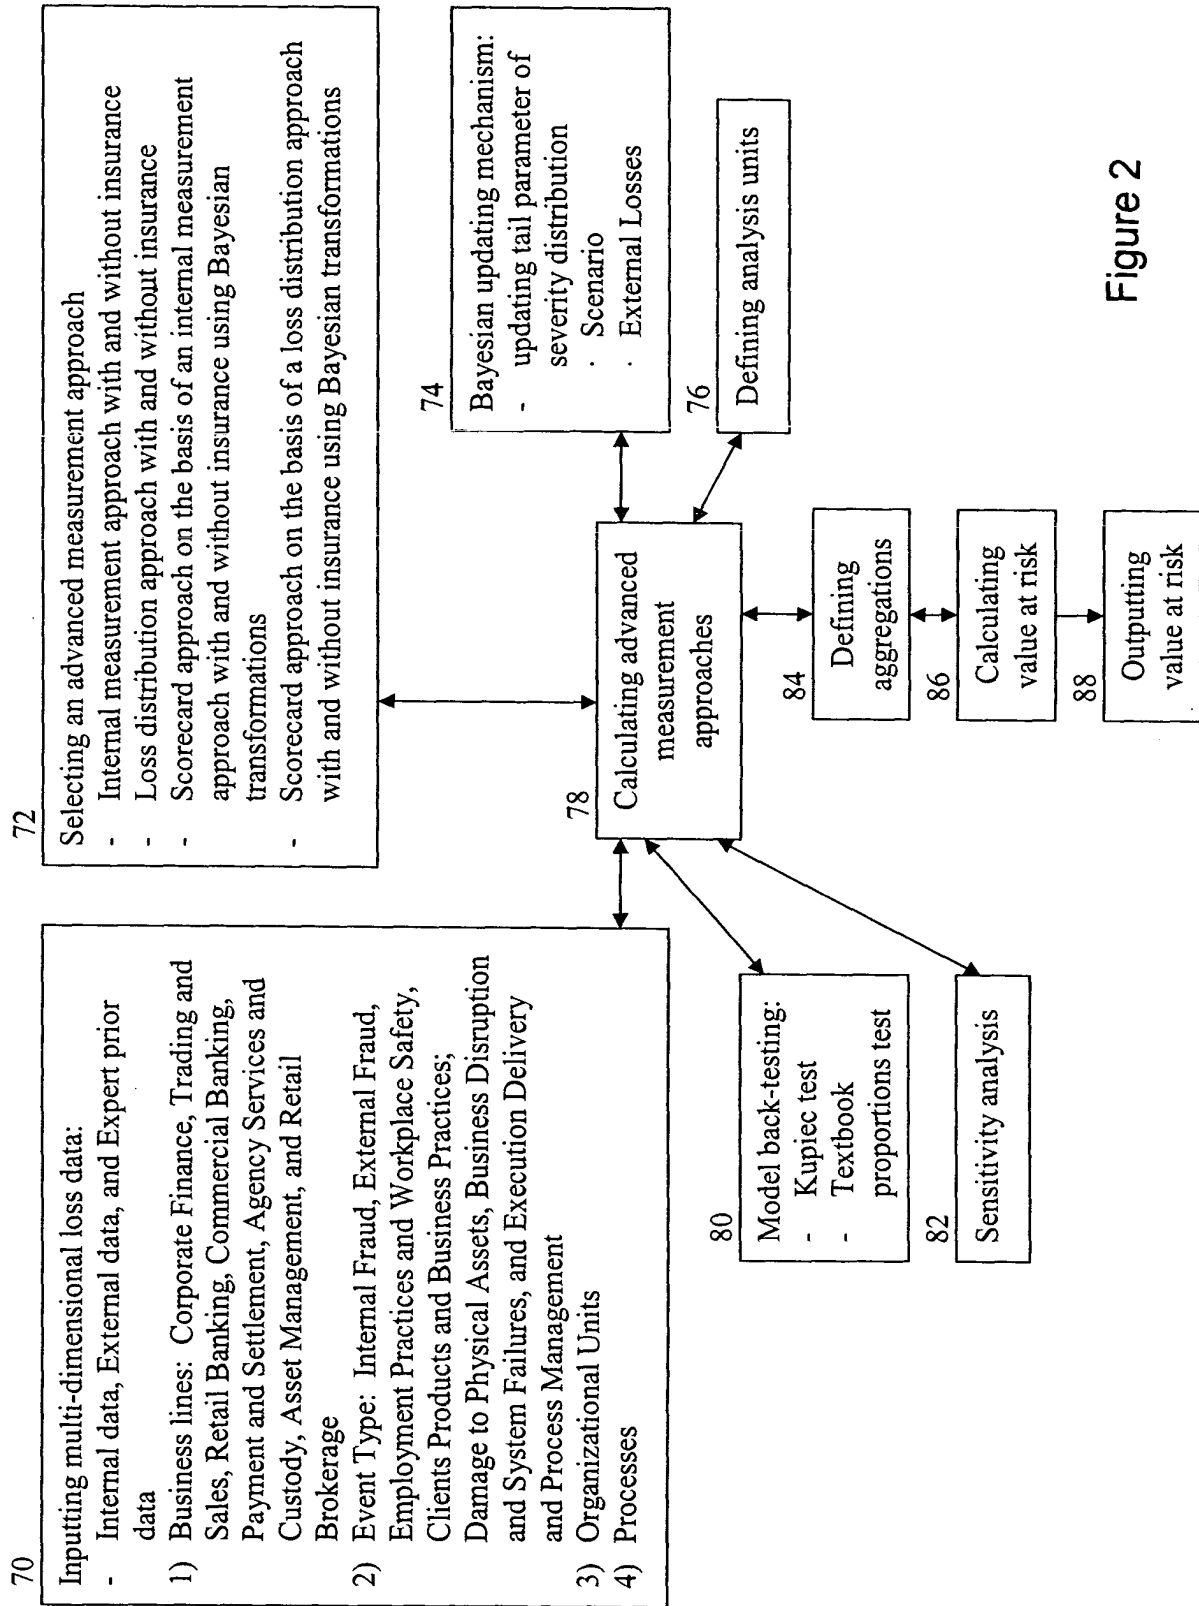 70
Inputting multi-dimensional loss data:
- Internal data, External data, and Expert prior
data
1) Business lines: Corporate Finance, Trading and
Sales, Retail Banking, Commercial Banking,
Payment and Settlement, Agency Services and
Custody, Asset Management, and Retail
Brokerage
2) Event Type: Internal Fraud, External Fraud,
Employment Practices and Workplace Safety,
Clients Products and Business Practices;
Damage to Physical Assets, Business Disruption
and System Failures, and Execution Delivery
and Process Management
3) Organizational Units
4) Processes
72
Selecting an advanced measurement approach
- Internal measurement approach with and without insurance
- Loss distribution approach with and without insurance
- Scorecard approach on the basis of an internal measurement
approach with and without insurance using Bayesian
transformations
- Scorecard approach on the basis of a loss distribution approach
with and without insurance using Bayesian transformations
74
Bayesian updating mechanism:
- updating tail parameter of
severity distribution
· Scenario
· External Losses
76
Defining analysis units
78
Calculating advanced
measurement
approaches
80
Model back-testing:
- Kupiec test
- Textbook
proportions test
82
Sensitivity analysis
84
Defining
aggregations
86
Calculating
value at risk
88
Outputting
value at risk
Figure 2